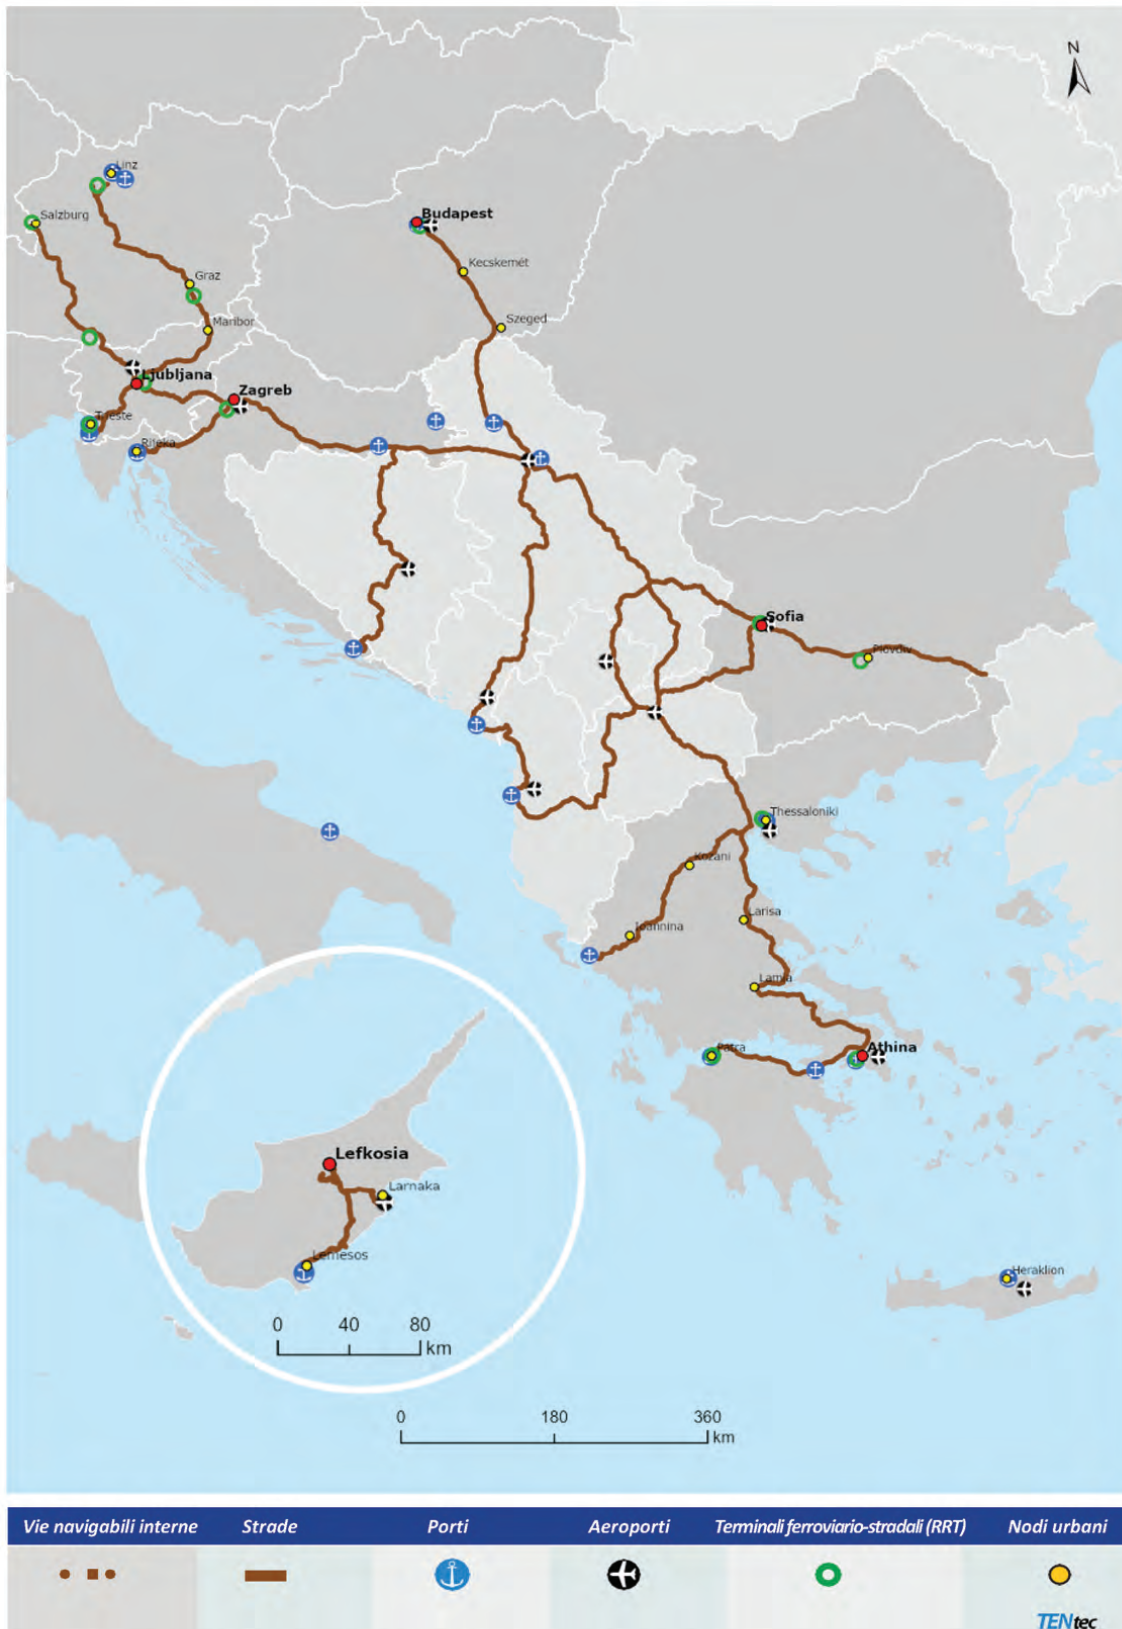 N
Linz
Salzburg
Budapest
Kecskemét
Graz
Szeged
Maribor
Ljubljana
Zagreb
Trieste
Rijeka
Sofia
Plovdiv
Thessaloniki
Kozani
Larisa
Ioannina
Lamia
Patra
Athina
Lefkosia
Larnaka
Lemesos
Heraklion
0 40 80
km
0 180 360
km
Vie navigabili interne Strade Porti Aeroporti Terminali ferroviario-stradali (RRT) Nodi urbani
TENtec